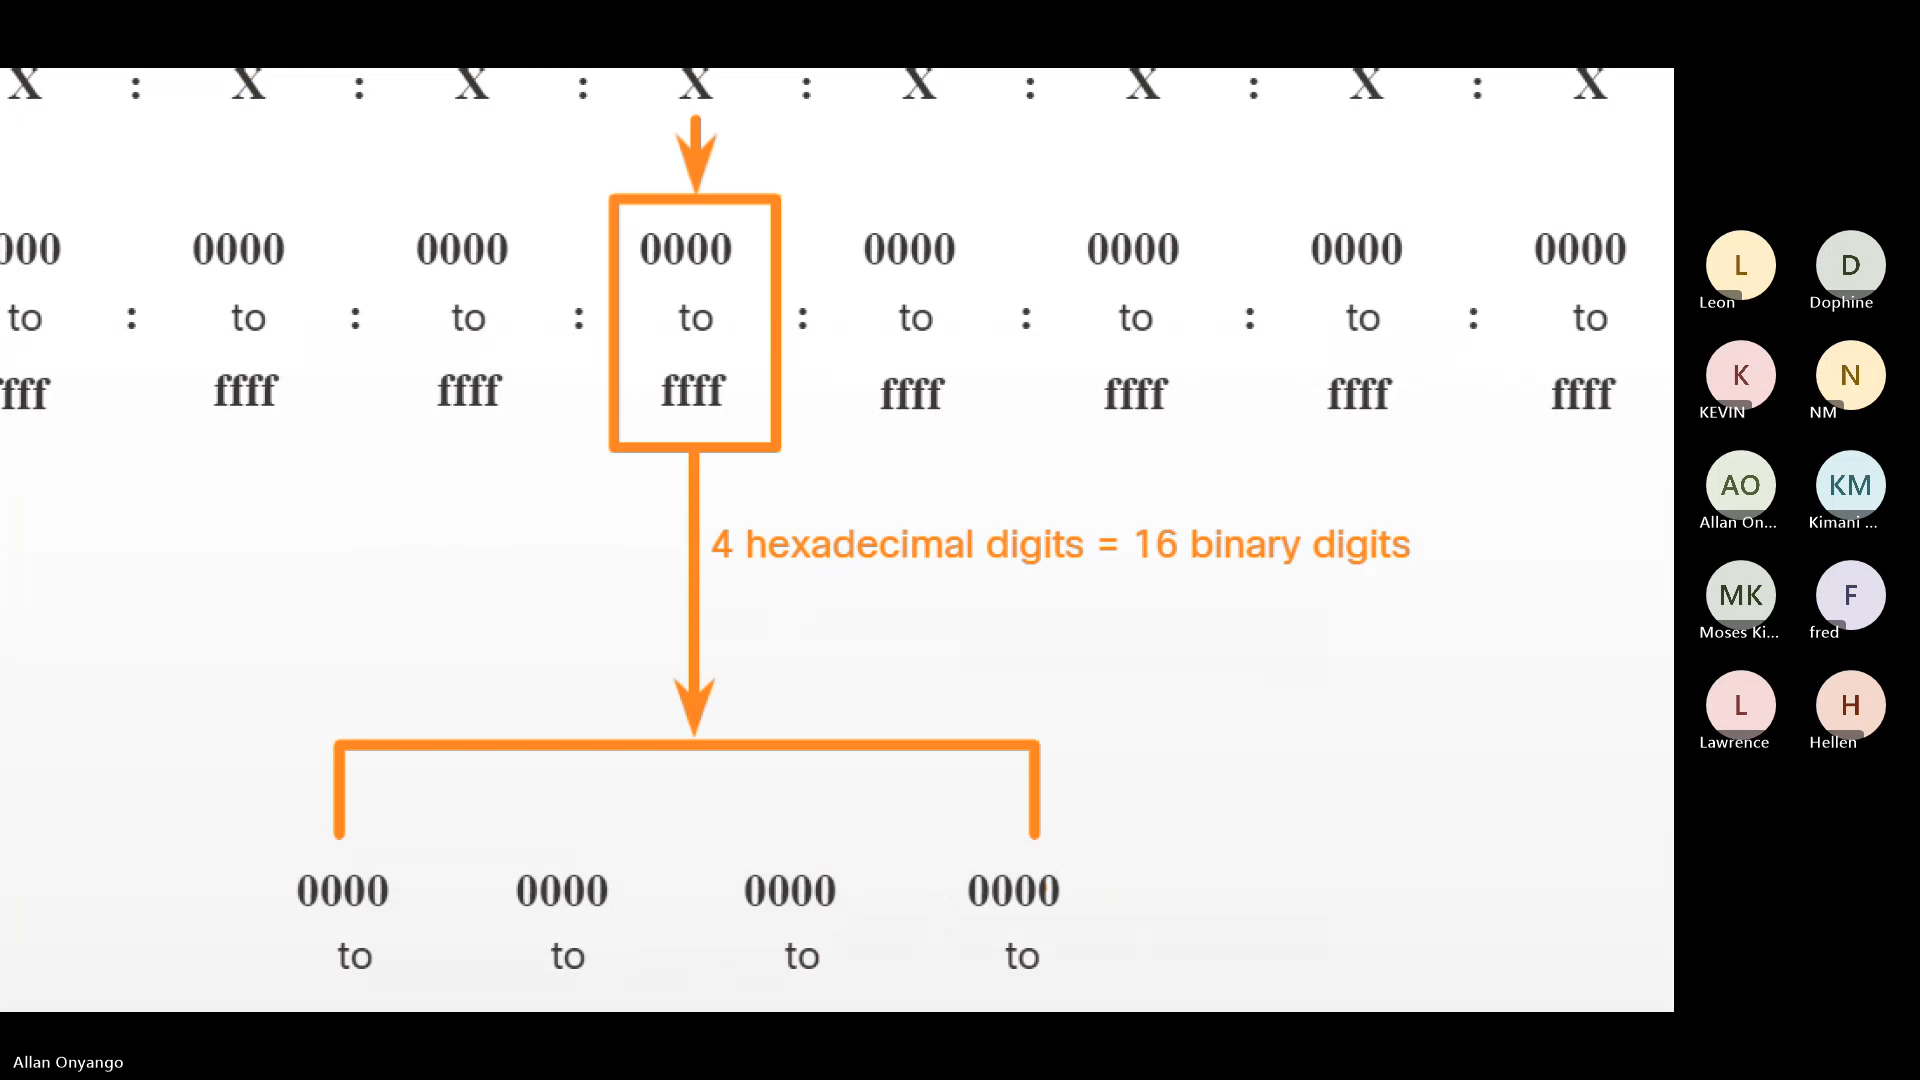 X : X : X : X : X : X : X : X
000 0000 0000 0000 0000 0000 0000 0000
to : to : to : to : to : to : to : to
fff ffff ffff ffff ffff ffff ffff ffff
4 hexadecimal digits = 16 binary digits
0000 0000 0000 0000
to to to to
L D
Leon Dophine
K N
KEVIN NM
AO KM
Allan On... Kimani ...
MK F
Moses Ki... fred
L H
Lawrence Hellen
Allan Onyango